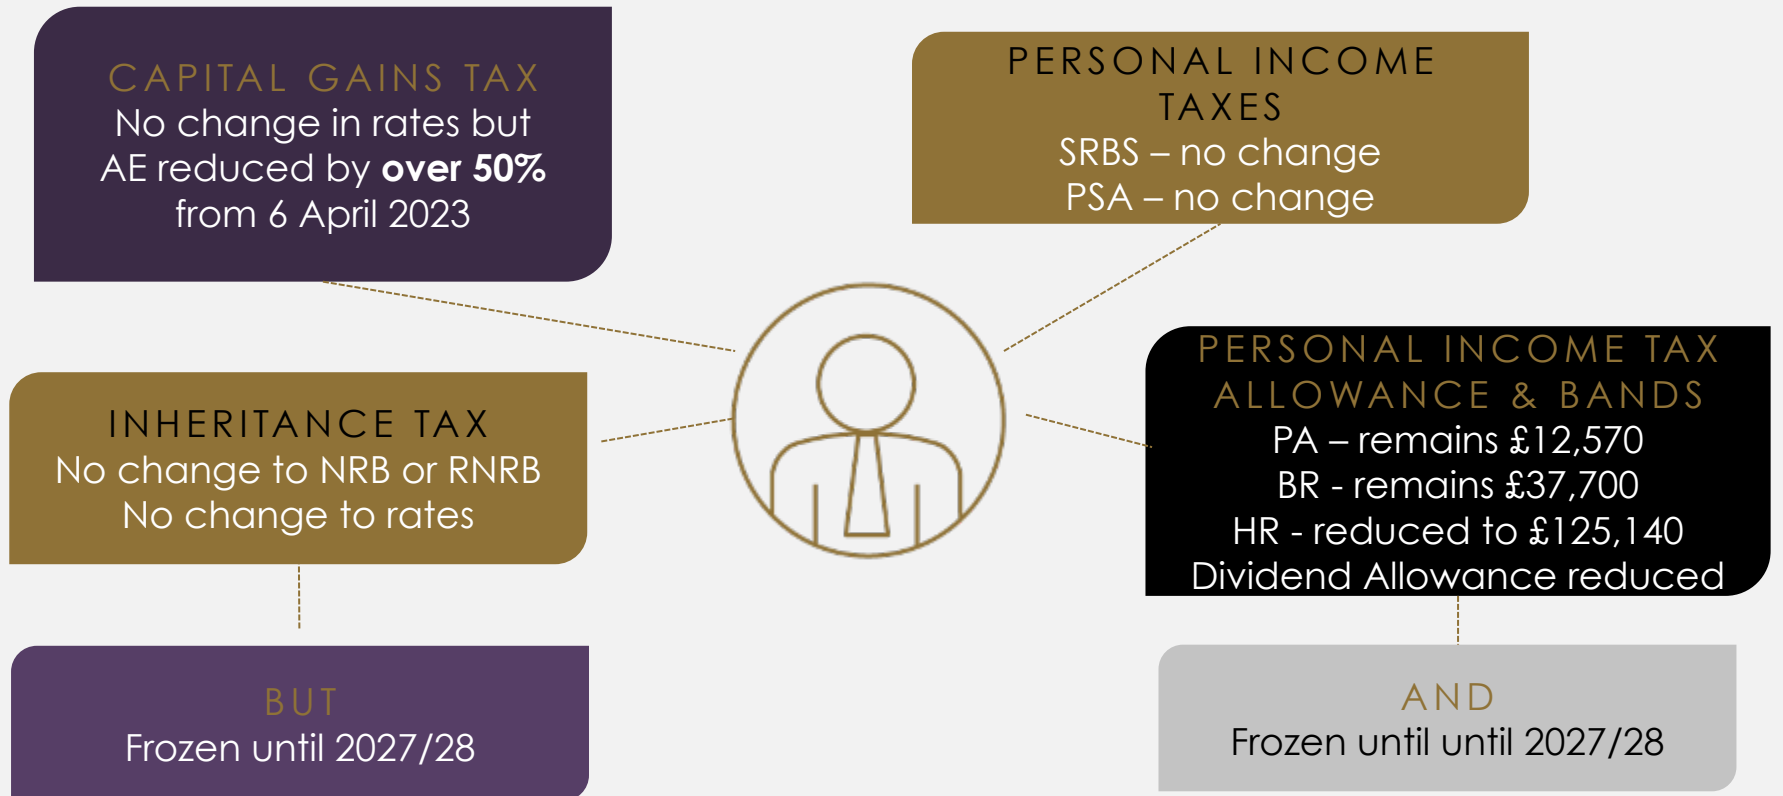 CAPITAL GAINS TAX
No change in rates but
AE reduced by over 50%
from 6 April 2023
PERSONAL INCOME
TAXES
SRBS – no change
PSA – no change
INHERITANCE TAX
No change to NRB or RNRB
No change to rates
PERSONAL INCOME TAX
ALLOWANCE & BANDS
PA – remains £12,570
BR - remains £37,700
HR - reduced to £125,140
Dividend Allowance reduced
BUT
Frozen until 2027/28
AND
Frozen until until 2027/28